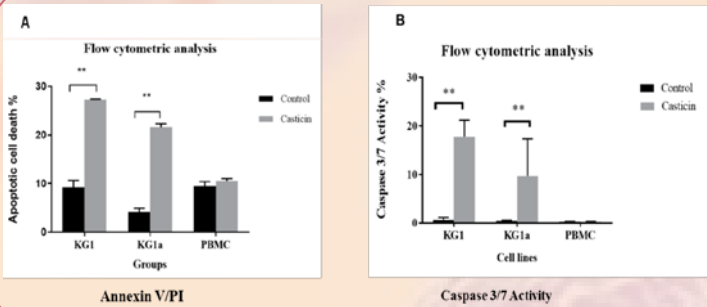 A
Flow cytometric analysis
**
**
Control
Casticin
Apoptotic cell death %
30
20
10
0
KG1
KG1a
PBMC
Groups
Annexin V/PI
B
Flow cytometric analysis
**
**
Control
Casticin
Caspase 3/7 Activity %
30
20
10
0
KG1
KG1a
PBMC
Cell lines
Caspase 3/7 Activity